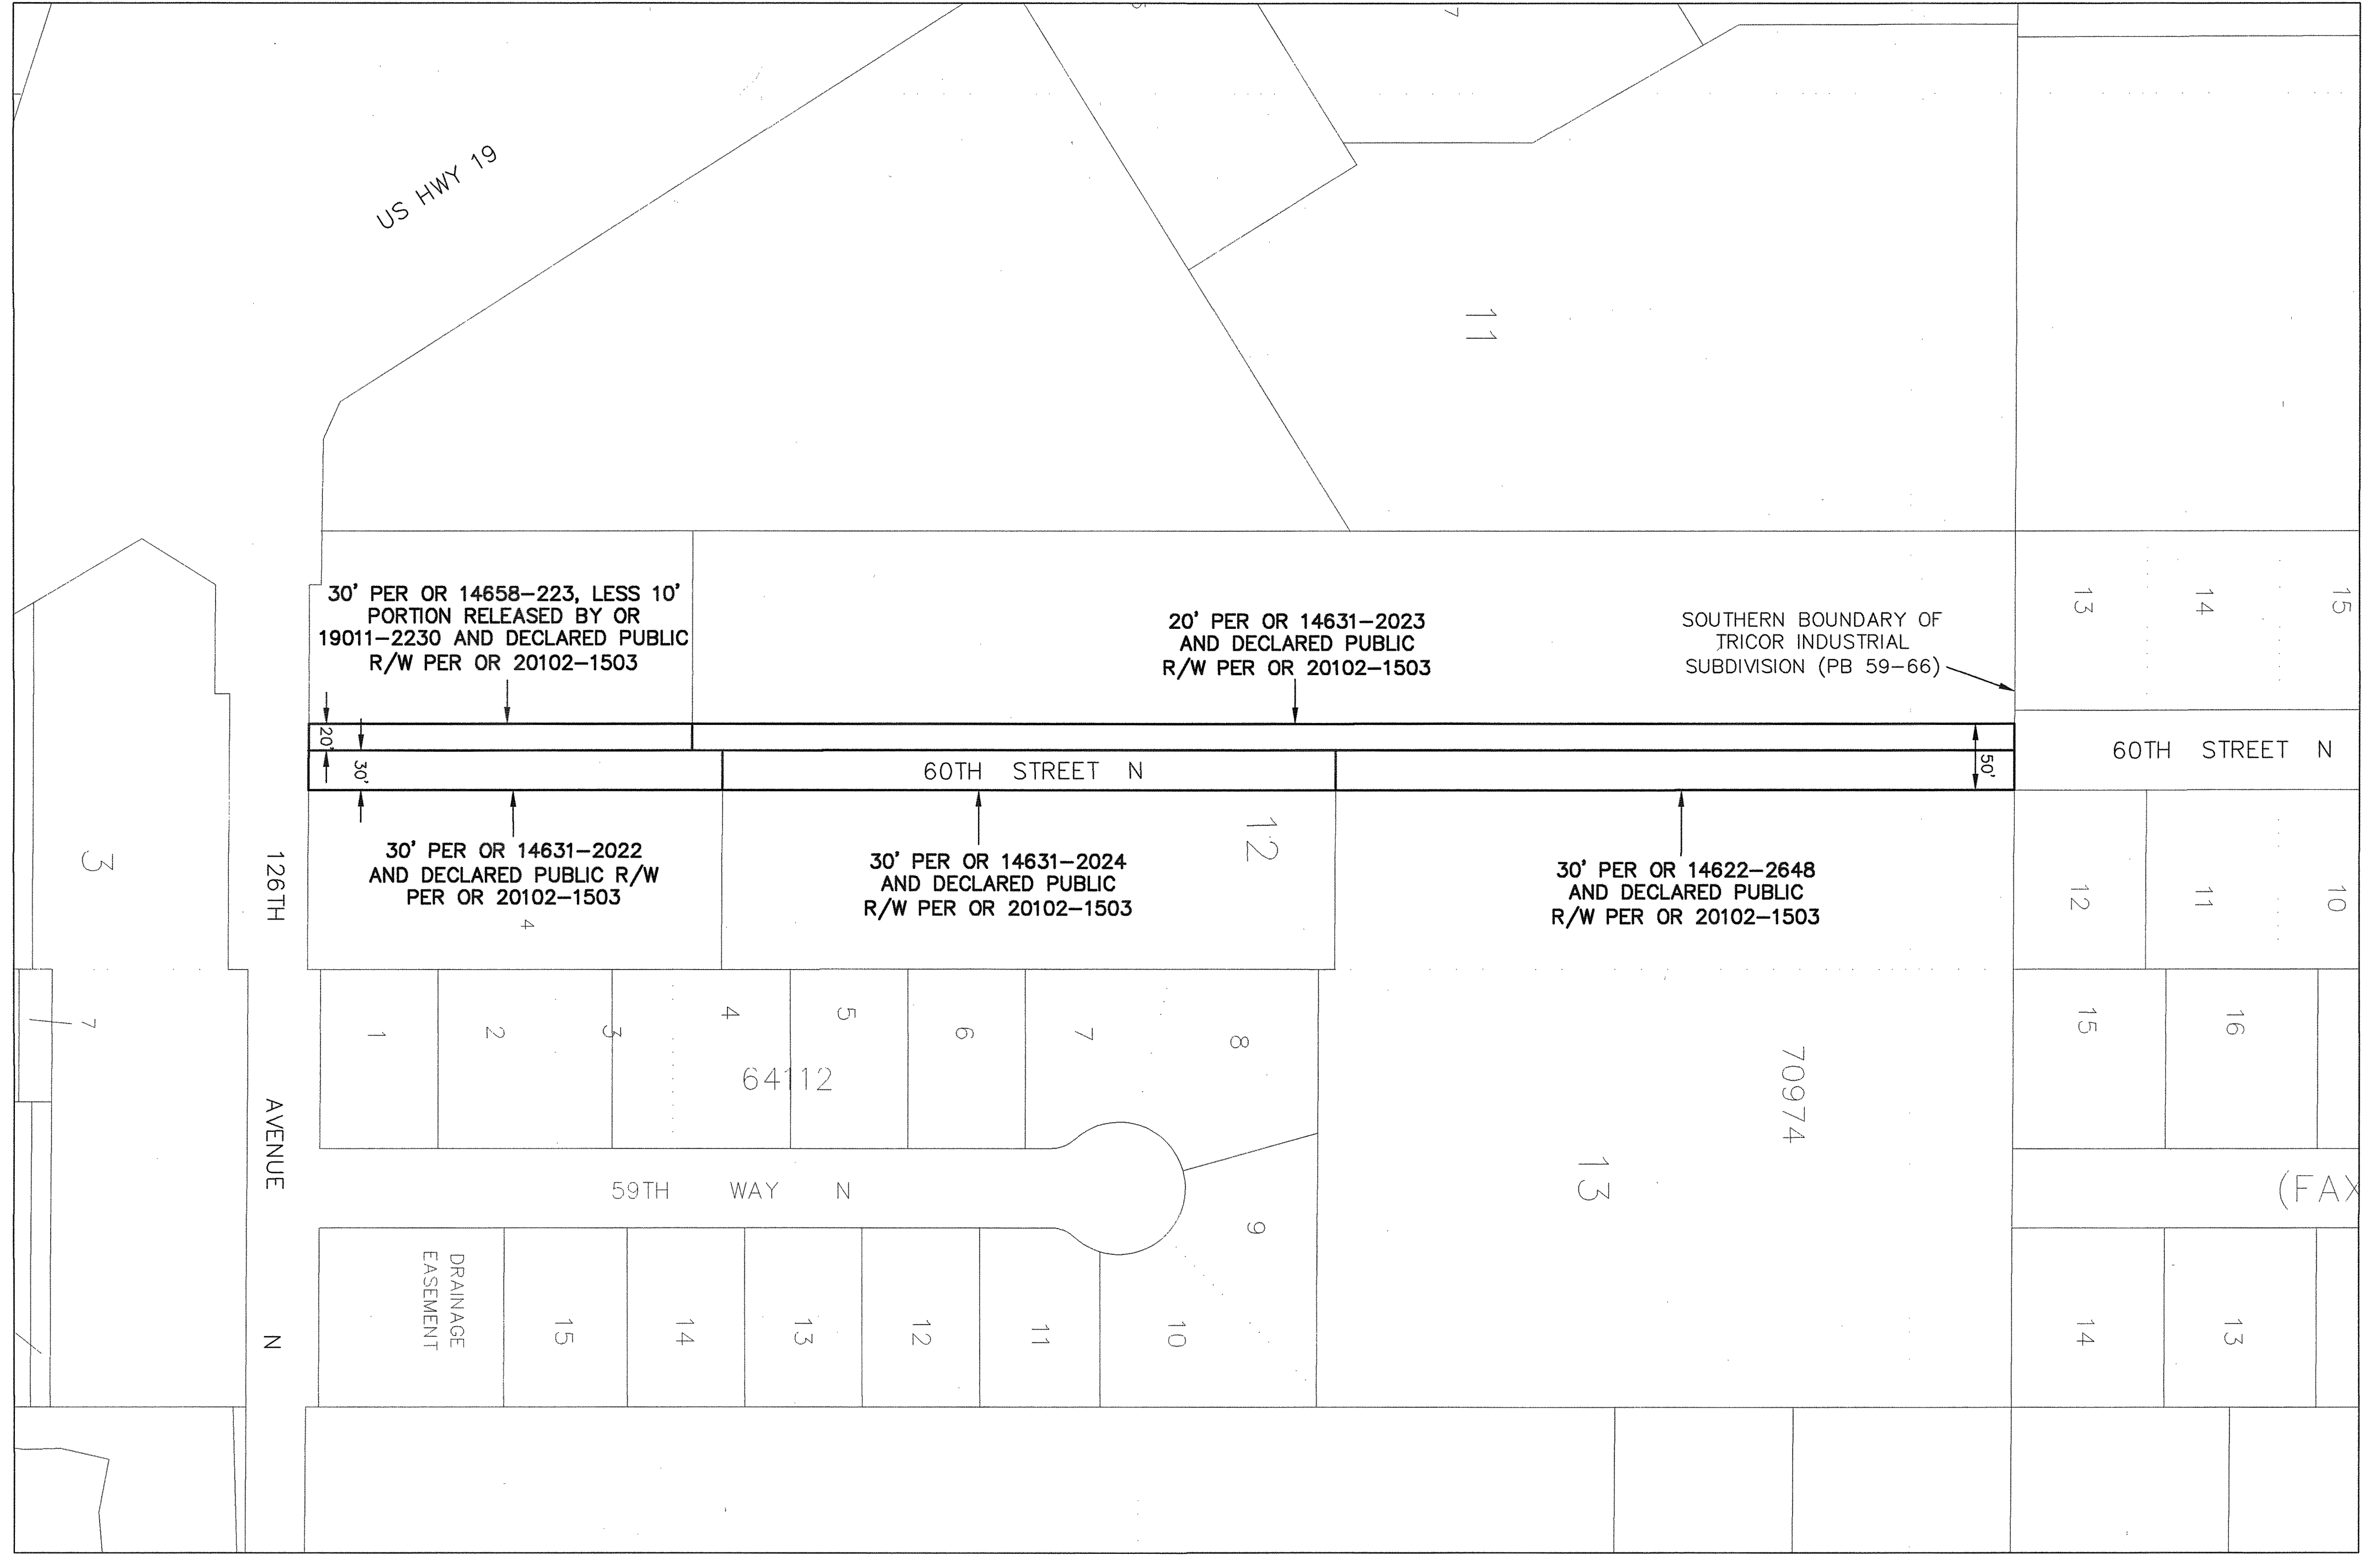 7
US HWY 19
11
30' PER OR 14658-223, LESS 10'
PORTION RELEASED BY OR
19011-2230 AND DECLARED PUBLIC
R/W PER OR 20102-1503
20' PER OR 14631-2023
AND DECLARED PUBLIC
R/W PER OR 20102-1503
SOUTHERN BOUNDARY OF
TRICOR INDUSTRIAL
SUBDIVISION (PB 59-66)
13
14
15
20'
30'
60TH STREET N
50'
60TH STREET N
30' PER OR 14631-2022
AND DECLARED PUBLIC R/W
PER OR 20102-1503
4
30' PER OR 14631-2024
AND DECLARED PUBLIC
R/W PER OR 20102-1503
12
30' PER OR 14622-2648
AND DECLARED PUBLIC
R/W PER OR 20102-1503
12
11
10
3
126TH AVENUE N
7
1
2
3
4
5
6
7
8
64112
70974
13
15
16
59TH WAY N
(FAX
9
DRAINAGE
EASEMENT
15
14
13
12
11
10
14
13